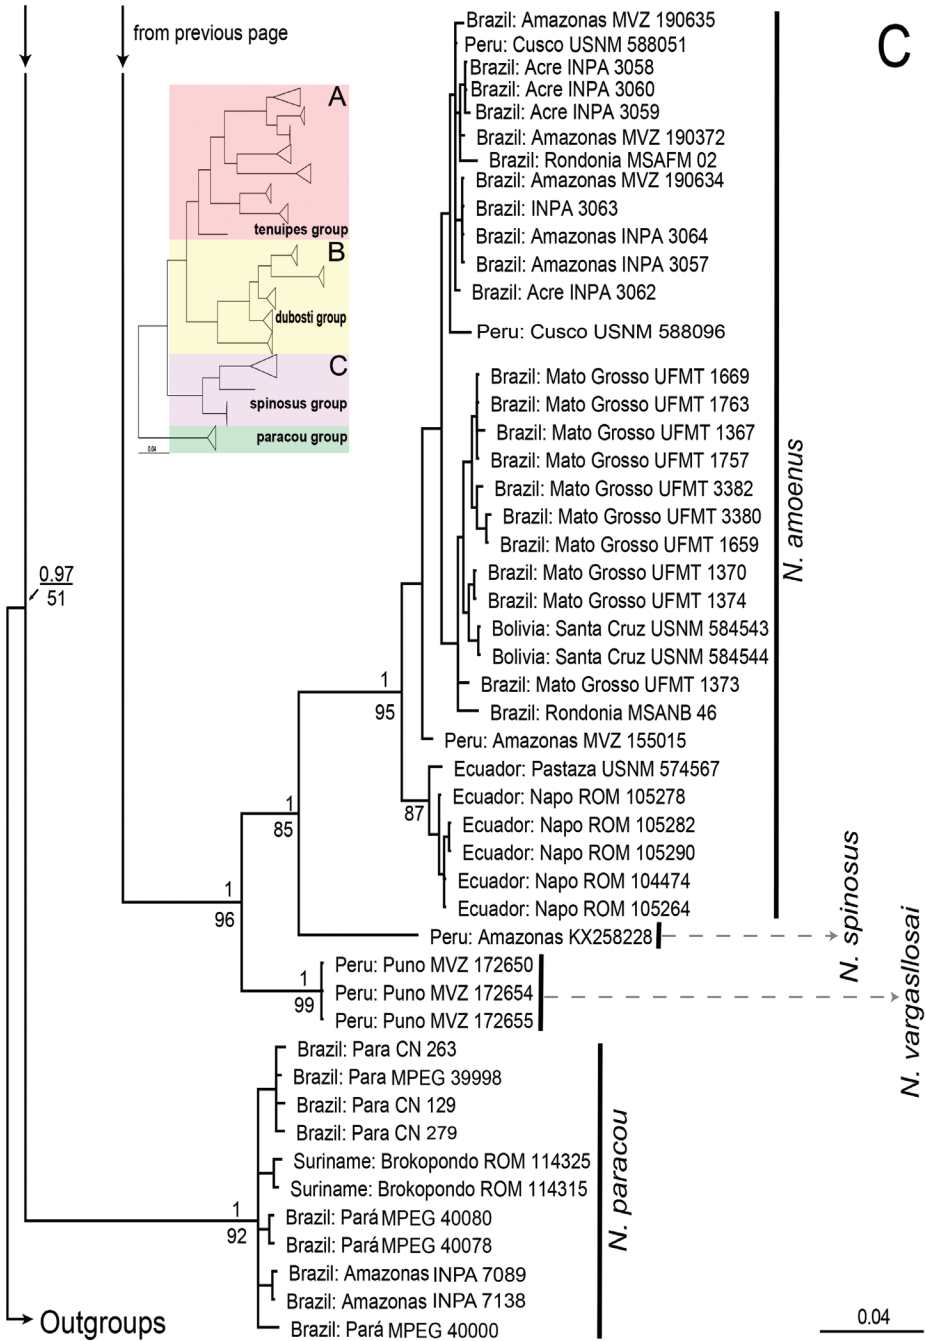 from previous page
C
A
tenuipes group
B
dubosti group
C
spinosus group
paracou group
0.04
Brazil: Amazonas MVZ 190635
Peru: Cusco USNM 588051
Brazil: Acre INPA 3058
Brazil: Acre INPA 3060
Brazil: Acre INPA 3059
Brazil: Amazonas MVZ 190372
Brazil: Rondonia MSAFM 02
Brazil: Amazonas MVZ 190634
Brazil: INPA 3063
Brazil: Amazonas INPA 3064
Brazil: Amazonas INPA 3057
Brazil: Acre INPA 3062
Peru: Cusco USNM 588096
Brazil: Mato Grosso UFMT 1669
Brazil: Mato Grosso UFMT 1763
Brazil: Mato Grosso UFMT 1367
Brazil: Mato Grosso UFMT 1757
Brazil: Mato Grosso UFMT 3382
Brazil: Mato Grosso UFMT 3380
Brazil: Mato Grosso UFMT 1659
Brazil: Mato Grosso UFMT 1370
Brazil: Mato Grosso UFMT 1374
Bolivia: Santa Cruz USNM 584543
Bolivia: Santa Cruz USNM 584544
Brazil: Mato Grosso UFMT 1373
Brazil: Rondonia MSANB 46
Peru: Amazonas MVZ 155015
Ecuador: Pastaza USNM 574567
Ecuador: Napo ROM 105278
Ecuador: Napo ROM 105282
Ecuador: Napo ROM 105290
Ecuador: Napo ROM 104474
Ecuador: Napo ROM 105264
N. amoenus
Peru: Amazonas KX258228
N. spinosus
Peru: Puno MVZ 172650
Peru: Puno MVZ 172654
Peru: Puno MVZ 172655
N. vargasllosai
Brazil: Para CN 263
Brazil: Para MPEG 39998
Brazil: Para CN 129
Brazil: Para CN 279
Suriname: Brokopondo ROM 114325
Suriname: Brokopondo ROM 114315
Brazil: Pará MPEG 40080
Brazil: Pará MPEG 40078
Brazil: Amazonas INPA 7089
Brazil: Amazonas INPA 7138
Brazil: Pará MPEG 40000
N. paracou
0.97
51
1
95
87
1
85
1
96
1
99
1
92
Outgroups
0.04